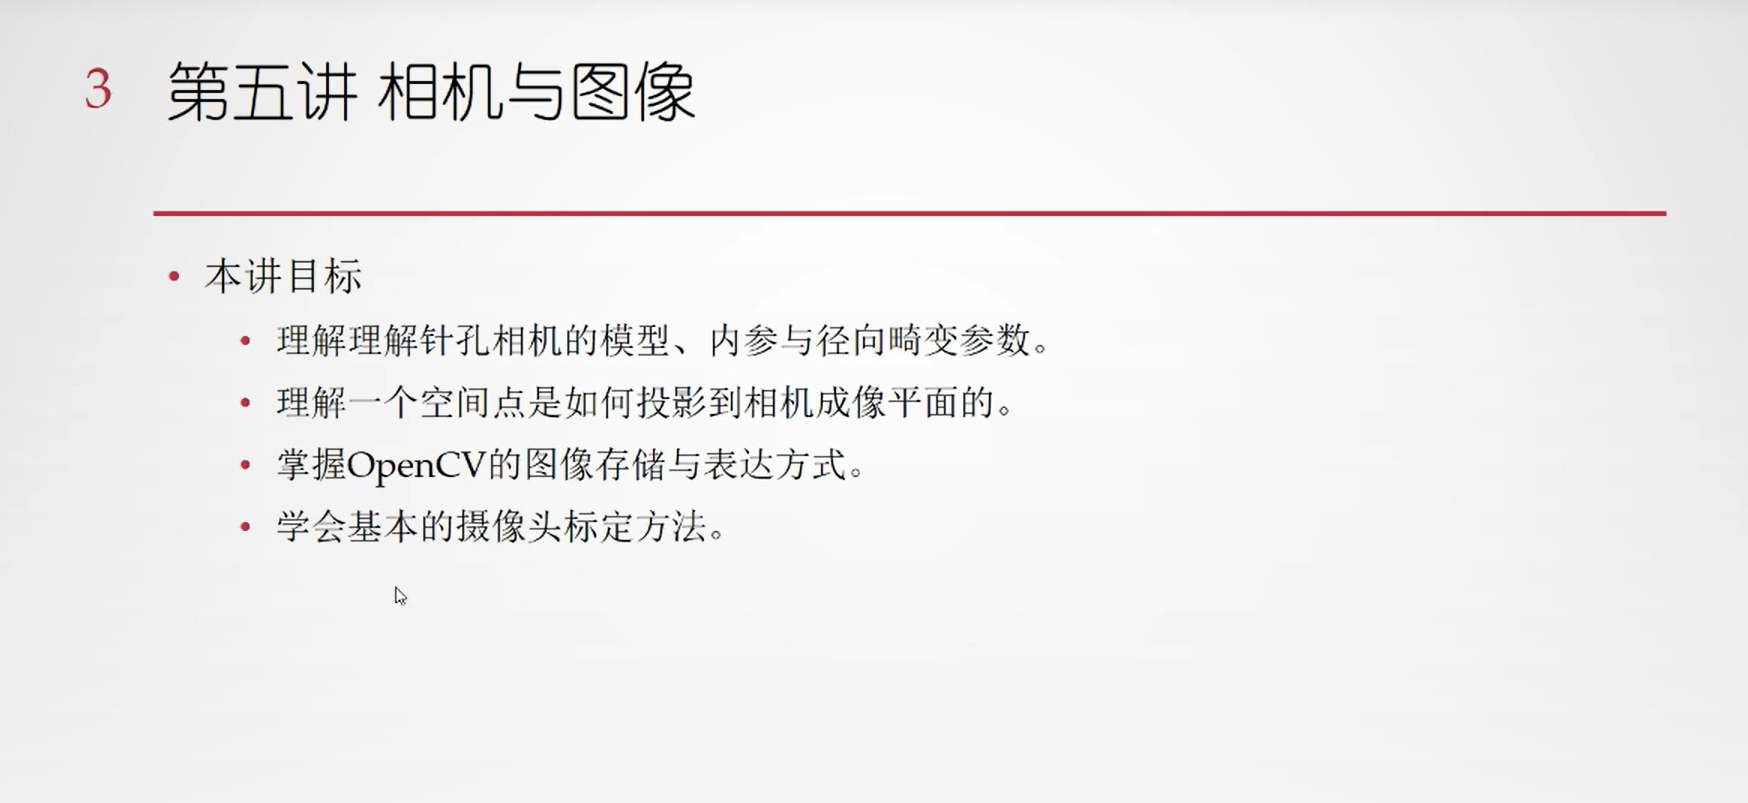 3
第五讲 相机与图像
• 本讲目标
• 理解理解针孔相机的模型、内参与径向畸变参数。
• 理解一个空间点是如何投影到相机成像平面的。
• 掌握OpenCV的图像存储与表达方式。
• 学会基本的摄像头标定方法。